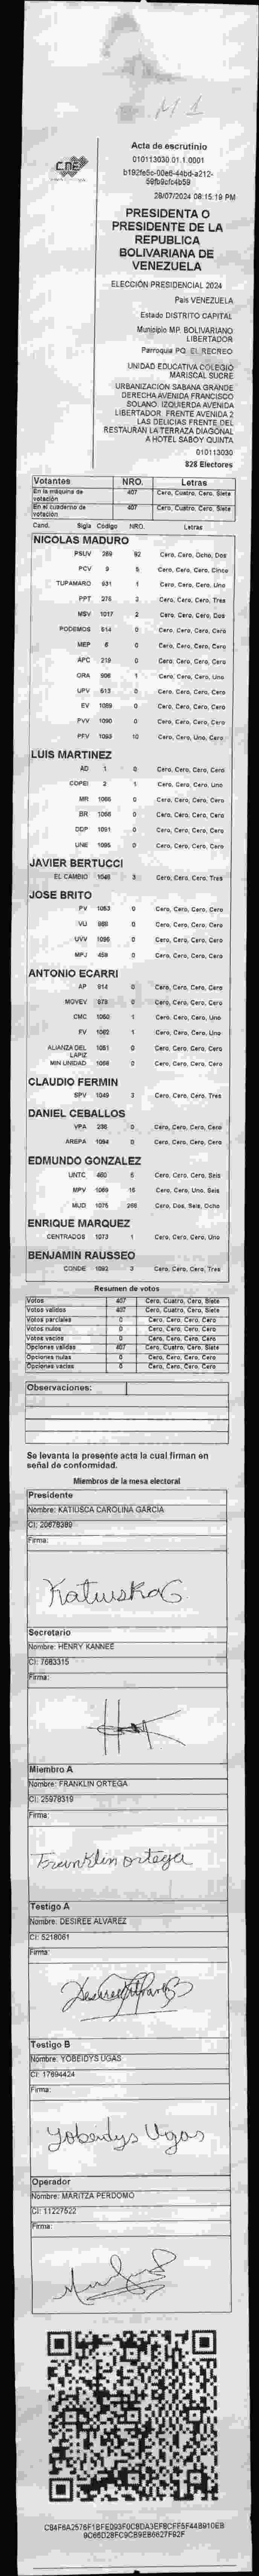 M 1
CNE
Acta de escrutinio
010113030.01.1.0001
28/07/2024 08:15:19 PM
PRESIDENTA O
PRESIDENTE DE LA
REPUBLICA
BOLIVARIANA DE
VENEZUELA
ELECCIÓN PRESIDENCIAL 2024
País VENEZUELA
Estado DISTRITO CAPITAL
Municipio MP. BOLIVARIANO
LIBERTADOR
Parroquia PQ. EL RECREO
UNIDAD EDUCATIVA COLEGIO
MARISCAL SUCRE
URBANIZACION SABANA GRANDE
DERECHA AVENIDA FRANCISCO
SOLANO. IZQUIERDA AVENIDA
LIBERTADOR. FRENTE AVENIDA 2
LAS DELICIAS FRENTE DEL
RESTAURAN LA TERRAZA DIAGONAL
A HOTEL SABOY QUINTA
010113030
828 Electores
Votantes NRO. Letras
En la máquina de votación 407 Cero, Cuatro, Cero, Siete
En el cuaderno de votación 407 Cero, Cuatro, Cero, Siete
Cand. Sigla Código NRO. Letras
NICOLAS MADURO
PSUV 289 82 Cero, Cero, Ocho, Dos
PCV 9 5 Cero, Cero, Cero, Cinco
TUPAMARO 931 1 Cero, Cero, Cero, Uno
PPT 376 3 Cero, Cero, Cero, Tres
MSV 1017 2 Cero, Cero, Cero, Dos
PODEMOS 514 0 Cero, Cero, Cero, Cero
MEP 6 0 Cero, Cero, Cero, Cero
APC 219 0 Cero, Cero, Cero, Cero
ORA 908 1 Cero, Cero, Cero, Uno
UPV 613 0 Cero, Cero, Cero, Cero
EV 1089 0 Cero, Cero, Cero, Cero
PVV 1090 0 Cero, Cero, Cero, Cero
PFV 1093 10 Cero, Cero, Uno, Cero
LUIS MARTINEZ
AD 1 0 Cero, Cero, Cero, Cero
COPEI 2 1 Cero, Cero, Cero, Uno
MR 1066 0 Cero, Cero, Cero, Cero
BR 0 Cero, Cero, Cero, Cero
DDP 1091 0 Cero, Cero, Cero, Cero
UNE 1095 0 Cero, Cero, Cero, Cero
JAVIER BERTUCCI
EL CAMBIO 1048 3 Cero, Cero, Cero, Tres
JOSE BRITO
PV 1053 0 Cero, Cero, Cero, Cero
VU 988 0 Cero, Cero, Cero, Cero
UVV 1096 0 Cero, Cero, Cero, Cero
MPJ 459 0 Cero, Cero, Cero, Cero
ANTONIO ECARRI
AP 914 0 Cero, Cero, Cero, Cero
MOVEV 979 0 Cero, Cero, Cero, Cero
CMC 1060 1 Cero, Cero, Cero, Uno
FV 1062 1 Cero, Cero, Cero, Uno
ALIANZA DEL LAPIZ 1081 0 Cero, Cero, Cero, Cero
MIN UNIDAD 1068 0 Cero, Cero, Cero, Cero
CLAUDIO FERMIN
SPV 1049 3 Cero, Cero, Cero, Tres
DANIEL CEBALLOS
VPA 236 0 Cero, Cero, Cero, Cero
AREPA 1094 0 Cero, Cero, Cero, Cero
EDMUNDO GONZALEZ
UNTC 480 6 Cero, Cero, Cero, Seis
MPV 1069 16 Cero, Cero, Uno, Seis
MUD 1075 268 Cero, Dos, Seis, Ocho
ENRIQUE MARQUEZ
CENTRADOS 1073 1 Cero, Cero, Cero, Uno
BENJAMIN RAUSSEO
CONDE 1092 3 Cero, Cero, Cero, Tres
Resumen de votos
Votos 407 Cero, Cuatro, Cero, Siete
Votos validos 407 Cero, Cuatro, Cero, Siete
Votos parciales 0 Cero, Cero, Cero, Cero
Votos nulos 0 Cero, Cero, Cero, Cero
Votos vacios 0 Cero, Cero, Cero, Cero
Opciones validas 407 Cero, Cuatro, Cero, Siete
Opciones nulas 0 Cero, Cero, Cero, Cero
Opciones vacias 0 Cero, Cero, Cero, Cero
Observaciones:
Se levanta la presente acta la cual firman en
señal de conformidad.
Miembros de la mesa electoral
Presidente
Nombre: KATIUSCA CAROLINA GARCIA
CI: 20678389
Firma:
Katiuska G
Secretario
Nombre: HENRY KANNEE
CI: 7683315
Firma:
Miembro A
Nombre: FRANKLIN ORTEGA
CI: 25978319
Firma:
Franklin ortega
Testigo A
Nombre: DESIREE ALVAREZ
CI: 5218061
Firma:
Testigo B
Nombre: YOBEIDYS UGAS
CI: 17694424
Firma:
Yobeidys Ugas
Operador
Nombre: MARITZA PERDOMO
CI: 11227522
Firma: